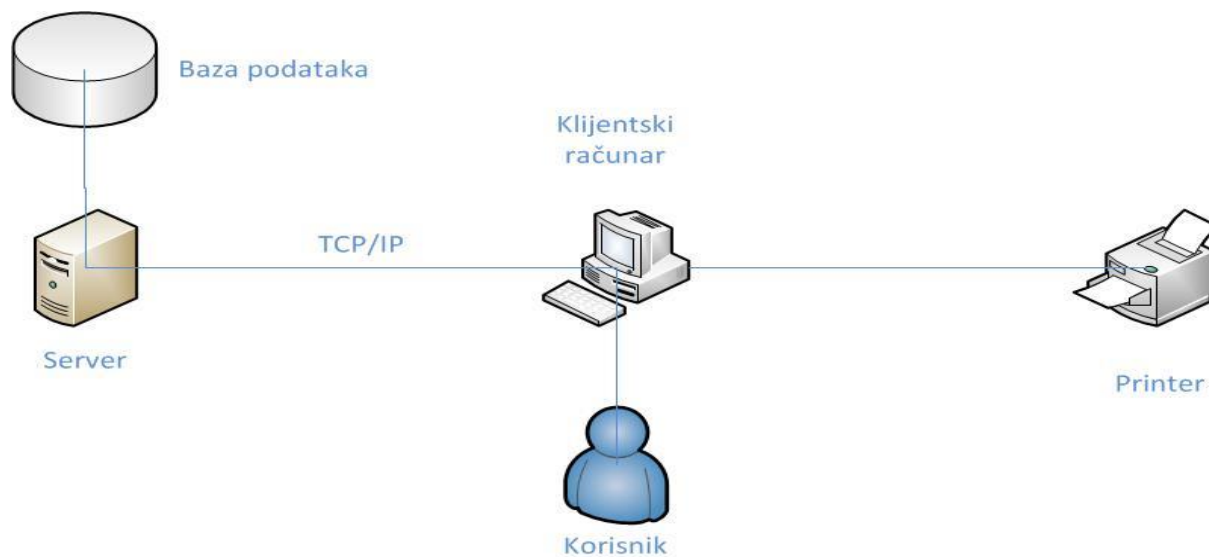 Baza podataka
Klijentski
računar
TCP/IP
Server
Printer
Korisnik